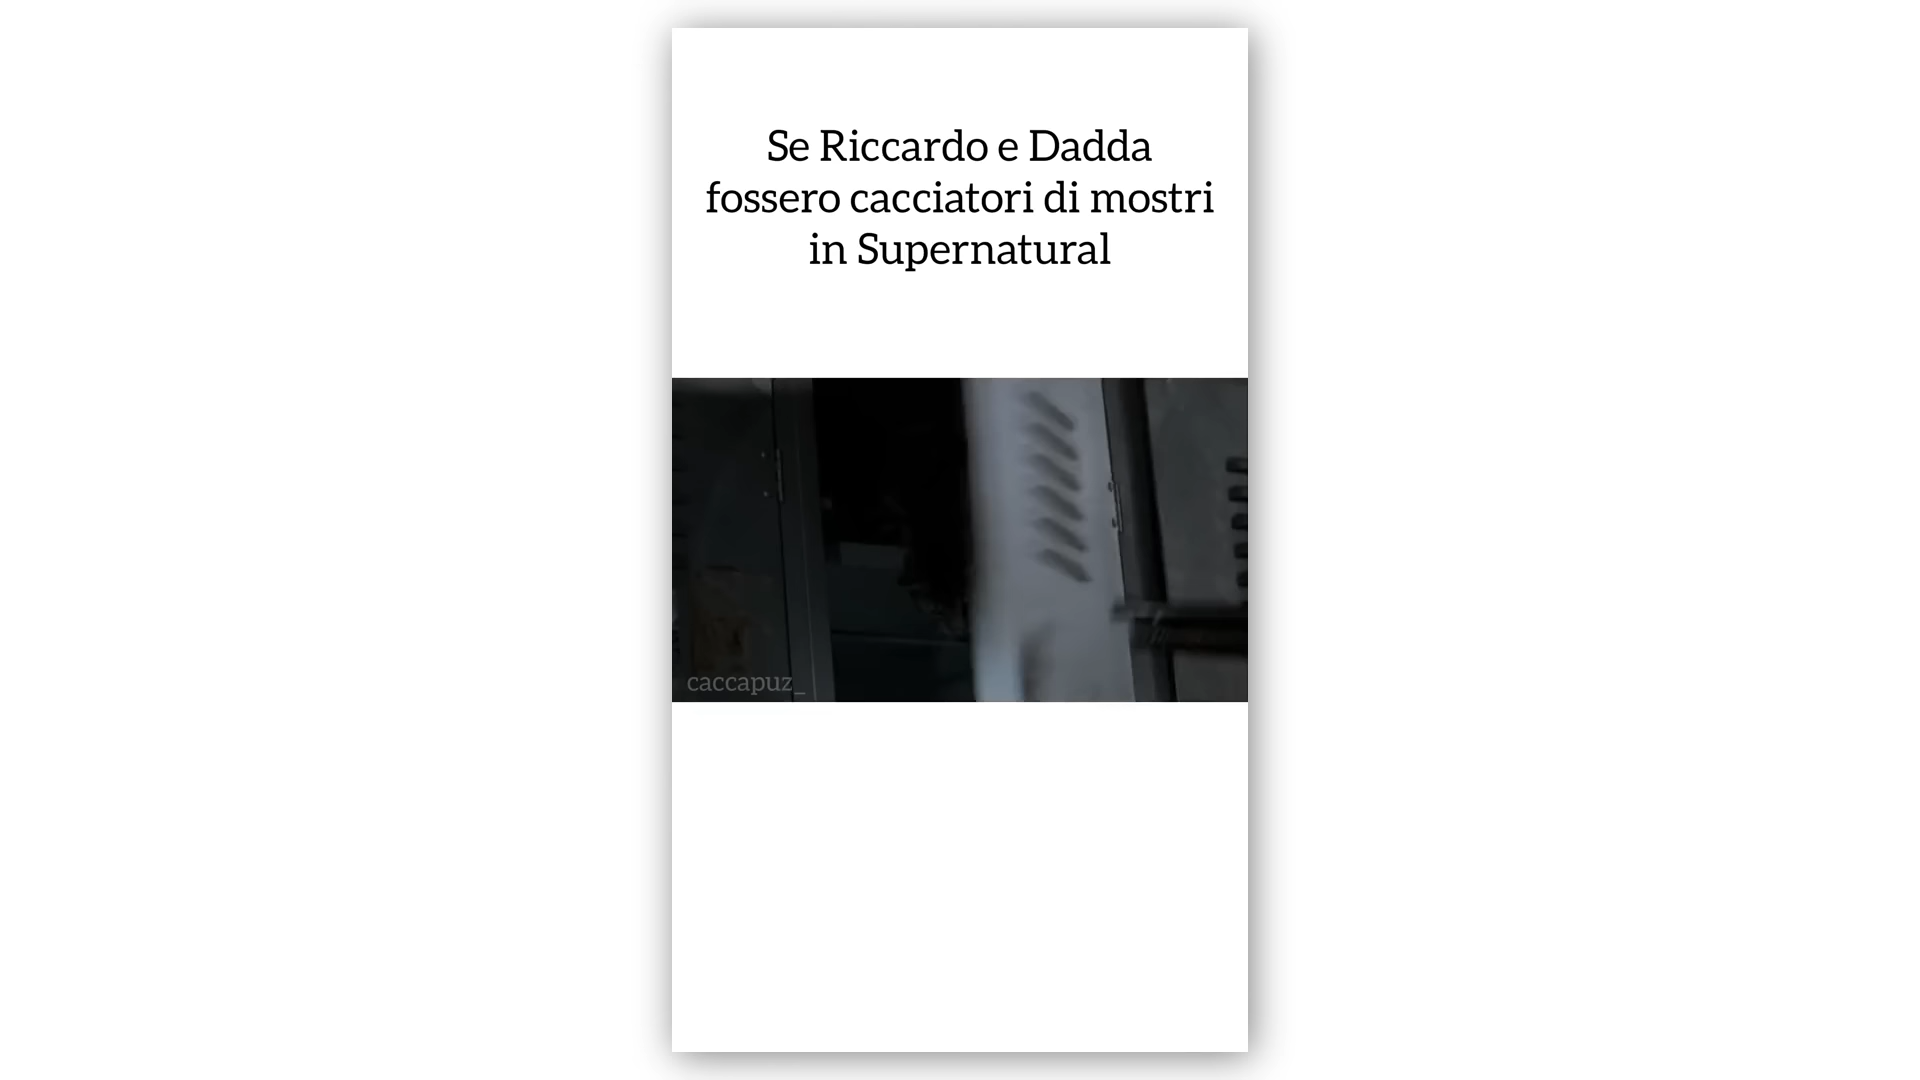 Se Riccardo e Dadda
fossero cacciatori di mostri
in Supernatural
caccapuz_